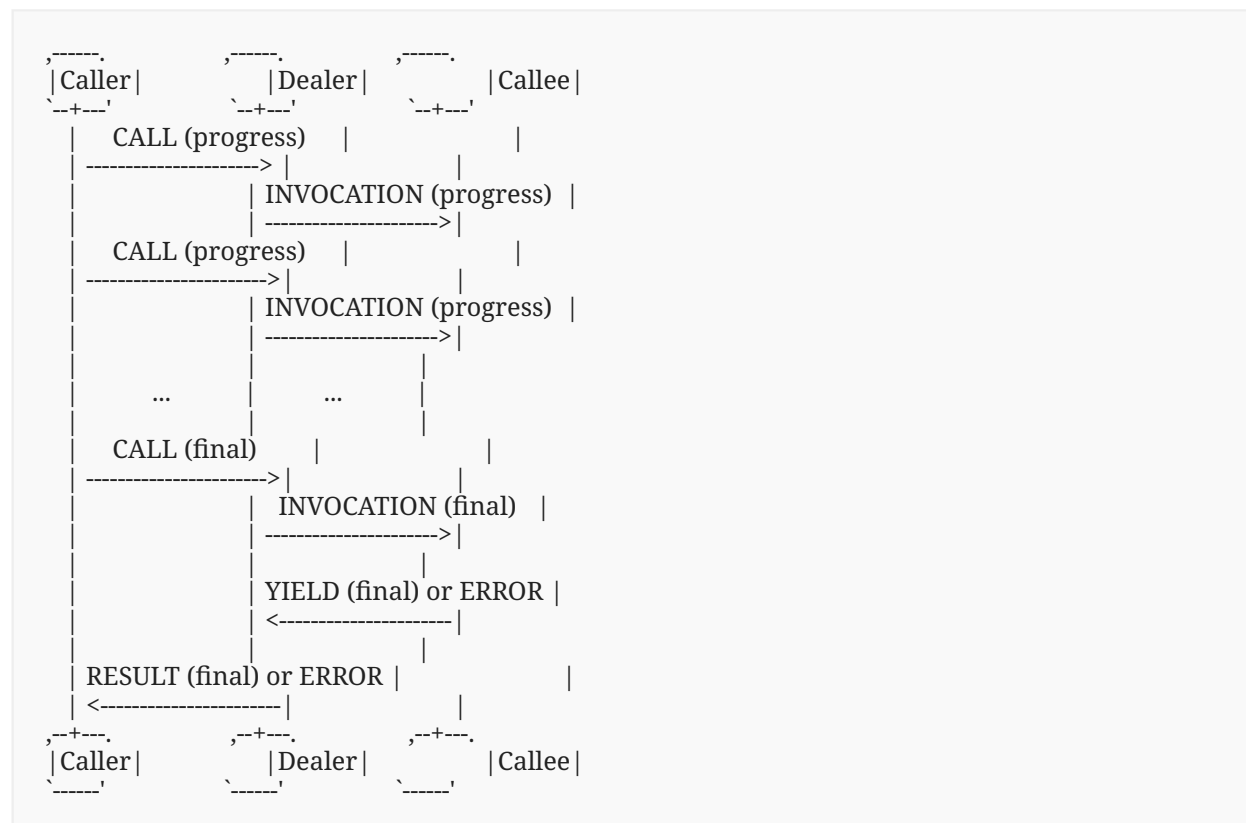 ,------.          ,------.          ,------.
|Caller|          |Dealer|          |Callee|
`--+---'          `--+---'          `--+---'
   |   CALL (progress)   |                 |
   | ----------------------> |                 |
   |                 | INVOCATION (progress) |
   |                 | ---------------------->|
   |   CALL (progress)   |                 |
   | ----------------------->|                 |
   |                 | INVOCATION (progress) |
   |                 | ---------------------->|
   |                 |                 |
   |       ...       |       ...       |
   |                 |                 |
   |   CALL (final)      |                 |
   | ----------------------->|                 |
   |                 |  INVOCATION (final)   |
   |                 | ---------------------->|
   |                 |                 |
   |                 | YIELD (final) or ERROR |
   |                 | <----------------------|
   |                 |                 |
   | RESULT (final) or ERROR |                 |
   | <-----------------------|                 |
,--+---.          ,--+---.          ,--+---.
|Caller|          |Dealer|          |Callee|
`------'          `------'          `------'